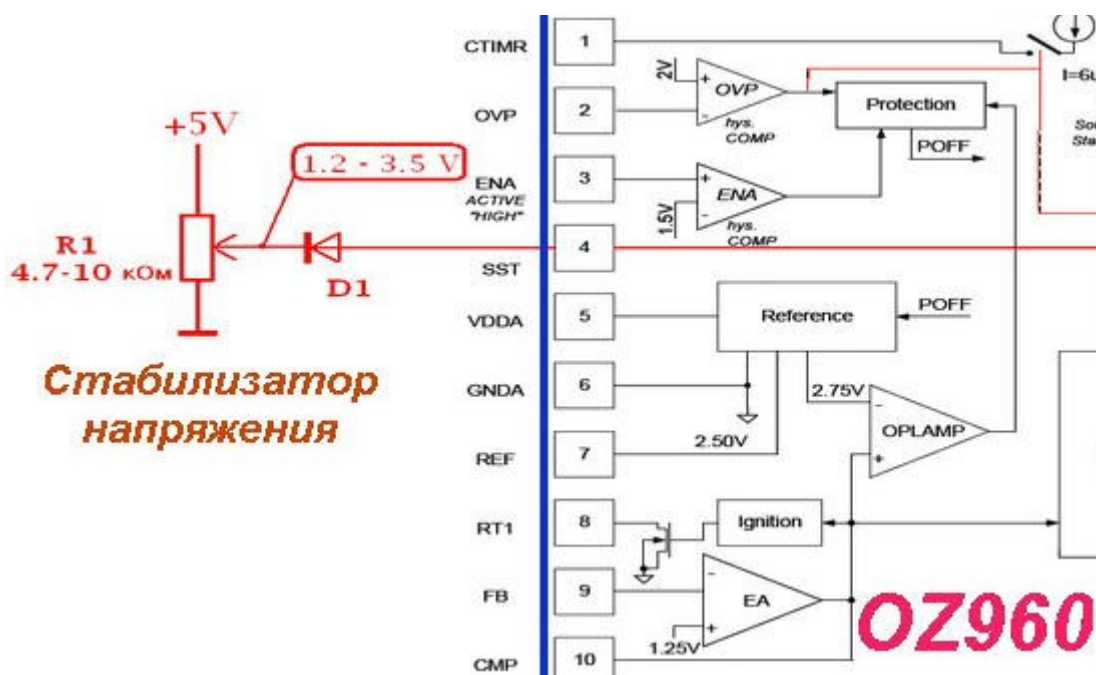 CTIMR
1
I=6u
2V
OVP
hys.
COMP
Protection
POFF
OVP
2
Sof
Sta
+5V
1.2 - 3.5 V
ENA
ACTIVE
"HIGH"
3
ENA
1.5V
hys.
COMP
R1
4.7-10 кОм
D1
4
SST
VDDA
5
Reference
POFF
Стабилизатор
напряжения
GNDA
6
2.75V
OPLAMP
2.50V
REF
7
RT1
8
Ignition
FB
9
EA
1.25V
OZ960
CMP
10